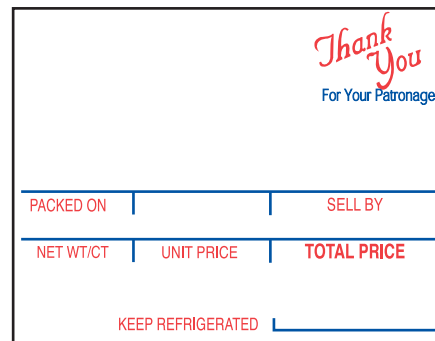 Thank
You
For Your Patronage
PACKED ON SELL BY
NET WT/CT UNIT PRICE TOTAL PRICE
KEEP REFRIGERATED